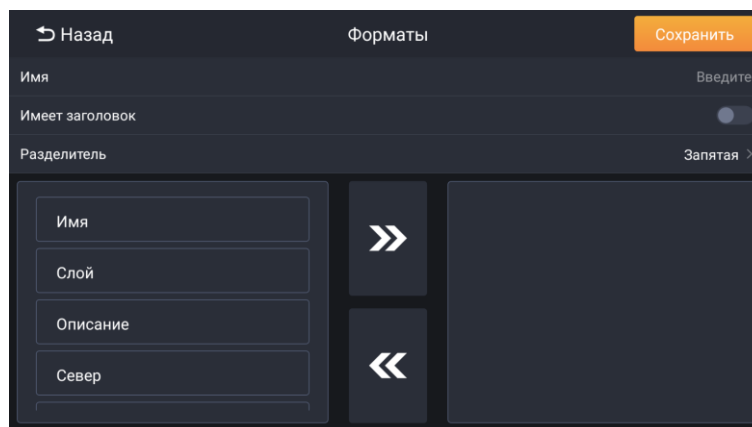 Назад
Форматы
Сохранить
Имя
Введите
Имеет заголовок
Разделитель
Запятая
Имя
Слой
Описание
Север